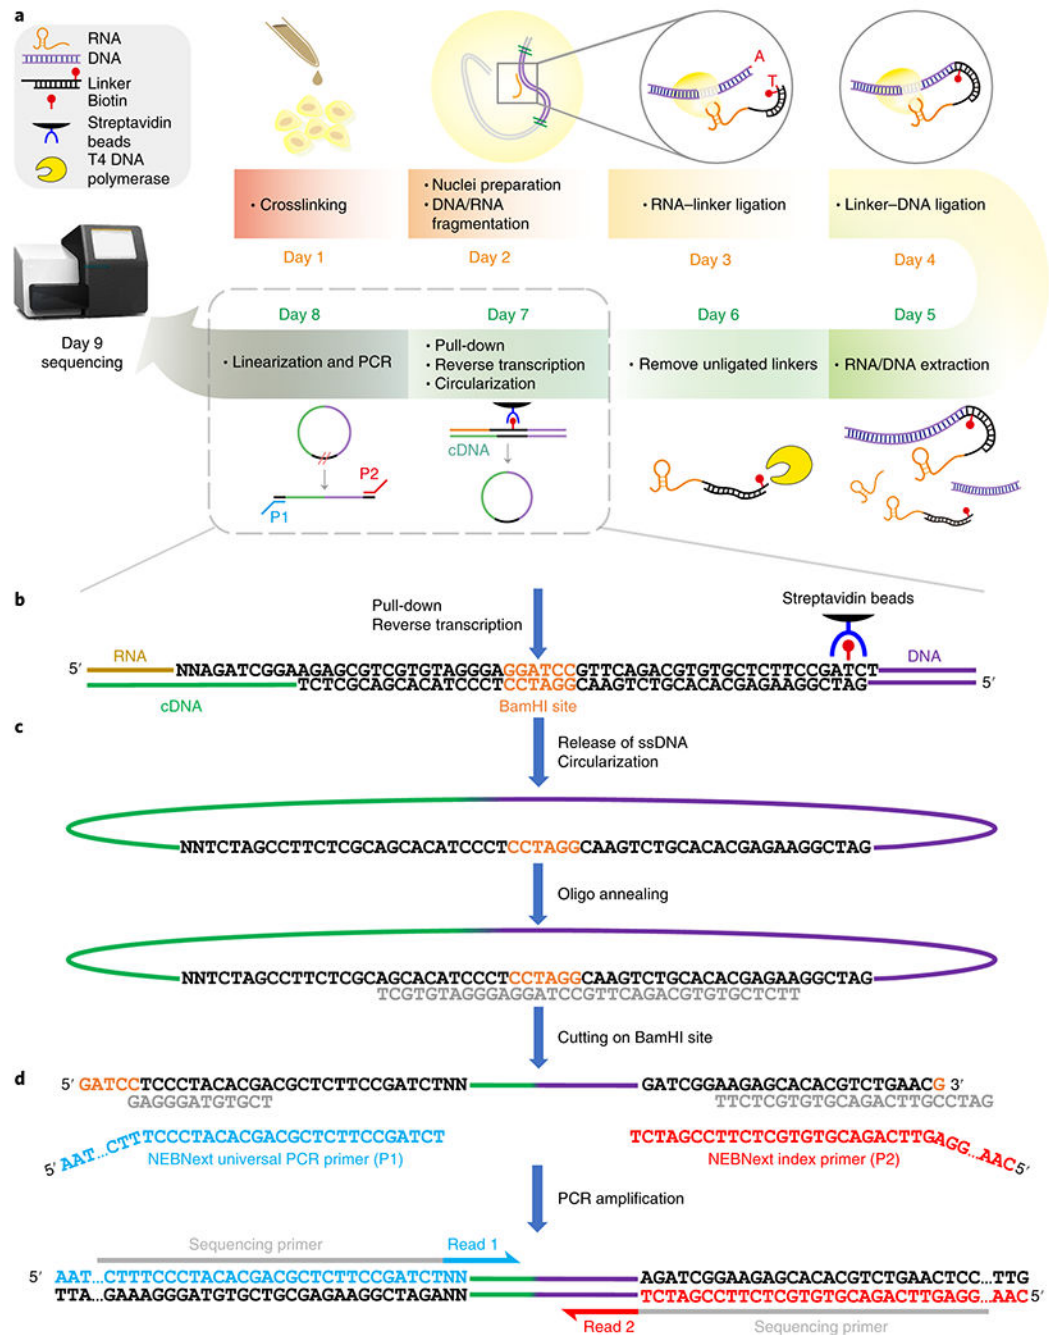 a
RNA
DNA
Linker
Biotin
Streptavidin
beads
T4 DNA
polymerase
A
T
• Crosslinking
• Nuclei preparation
• DNA/RNA
fragmentation
• RNA–linker ligation
• Linker–DNA ligation
Day 1
Day 2
Day 3
Day 4
Day 9
sequencing
Day 8
Day 7
Day 6
Day 5
• Linearization and PCR
• Pull-down
• Reverse transcription
• Circularization
• Remove unligated linkers
• RNA/DNA extraction
cDNA
P2
P1
b
Pull-down
Reverse transcription
Streptavidin beads
5′ RNA NNAGATCGGAAGAGCGTCGTGTAGGGAGGATCCGTTCAGACGTGTGCTCTTCCGATCT DNA
TCTCGCAGCACATCCCTCCTAGGCAAGTCTGCACACGAGAAGGCTAG 5′
cDNA
BamHI site
c
Release of ssDNA
Circularization
NNTCTAGCCTTCTCGCAGCACATCCCTCCTAGGCAAGTCTGCACACGAGAAGGCTAG
Oligo annealing
NNTCTAGCCTTCTCGCAGCACATCCCTCCTAGGCAAGTCTGCACACGAGAAGGCTAG
TCGTGTAGGGAGGATCCGTTCAGACGTGTGCTCTT
Cutting on BamHI site
d
5′ GATCCTCCCTACACGACGCTCTTCCGATCTNN GATCGGAAGAGCACACGTCTGAACG 3′
GAGGGATGTGCT TTCTCGTGTGCAGACTTGCCTAG
5′ AAT...CTTTCCCTACACGACGCTCTTCCGATCT TCTAGCCTTCTCGTGTGCAGACTTGAGG...AAC 5′
NEBNext universal PCR primer (P1)
NEBNext index primer (P2)
PCR amplification
Sequencing primer
Read 1
5′ AAT...CTTTCCCTACACGACGCTCTTCCGATCTNN AGATCGGAAGAGCACACGTCTGAACTCC...TTG
TTA...GAAAGGGATGTGCTGCGAGAAGGCTAGANN TCTAGCCTTCTCGTGTGCAGACTTGAGG...AAC 5′
Read 2
Sequencing primer